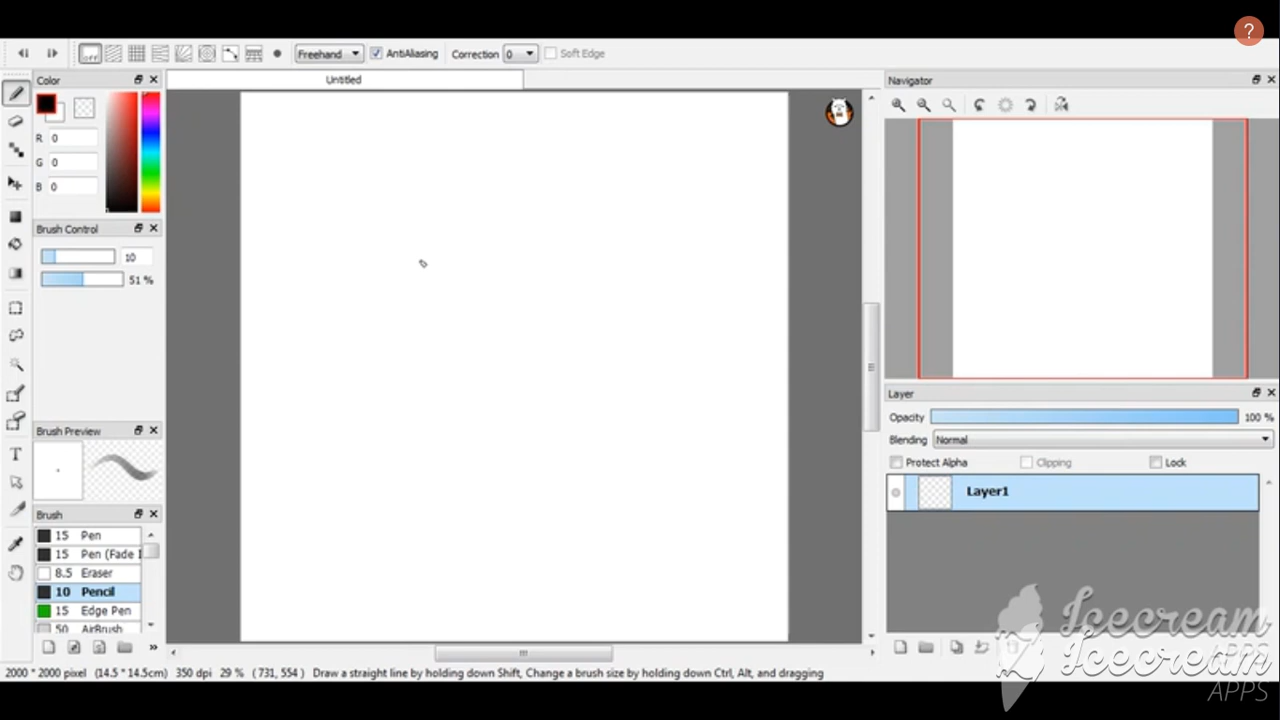 ?
off
Freehand
AntiAliasing
Correction
0
Soft Edge
Color
Untitled
Navigator
R 0
G 0
B 0
Brush Control
10
51 %
Layer
Opacity
100 %
Blending
Normal
Protect Alpha
Clipping
Lock
Layer1
Brush Preview
T
Brush
15 Pen
15 Pen (Fade I
8.5 Eraser
10 Pencil
15 Edge Pen
50 AirBrush
»
2000 * 2000 pixel (14.5 * 14.5cm) 350 dpi 29 % ( 731, 554 ) Draw a straight line by holding down Shift, Change a brush size by holding down Ctrl, Alt, and dragging
Icecream
APPS
Icecream
APPS